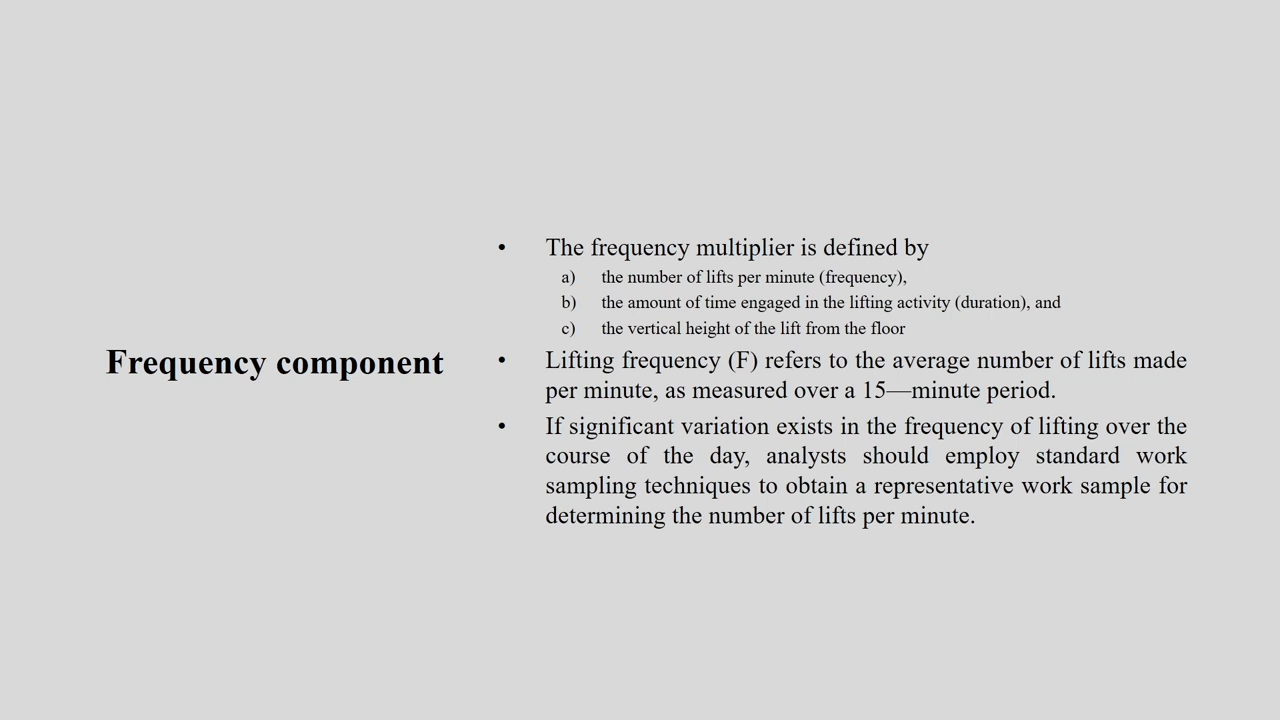 Frequency component
• The frequency multiplier is defined by
a) the number of lifts per minute (frequency),
b) the amount of time engaged in the lifting activity (duration), and
c) the vertical height of the lift from the floor
• Lifting frequency (F) refers to the average number of lifts made
per minute, as measured over a 15—minute period.
• If significant variation exists in the frequency of lifting over the
course of the day, analysts should employ standard work
sampling techniques to obtain a representative work sample for
determining the number of lifts per minute.